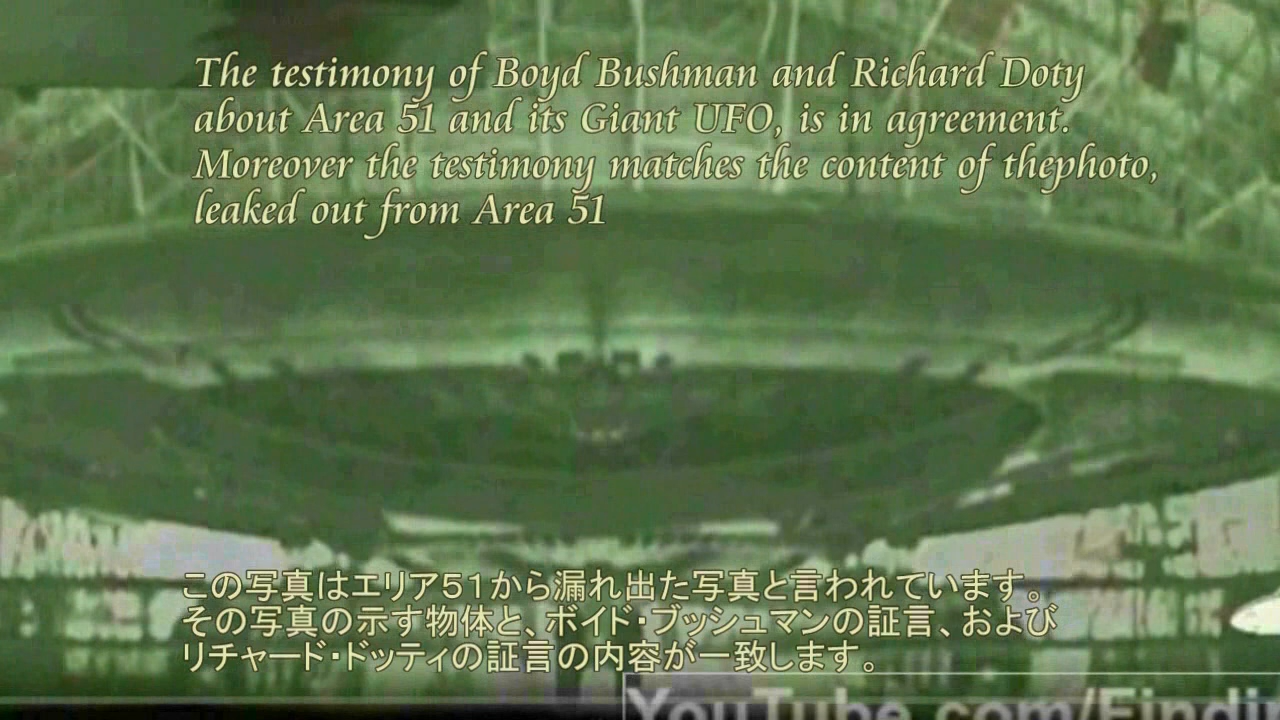 The testimony of Boyd Bushman and Richard Doty
about Area 51 and its Giant UFO, is in agreement.
Moreover the testimony matches the content of thephoto,
leaked out from Area 51
この写真はエリア５１から漏れ出た写真と言われています。
その写真の示す物体と、ボイド・ブッシュマンの証言、および
リチャード・ドッティの証言の内容が一致します。
YouTube.com/Findin